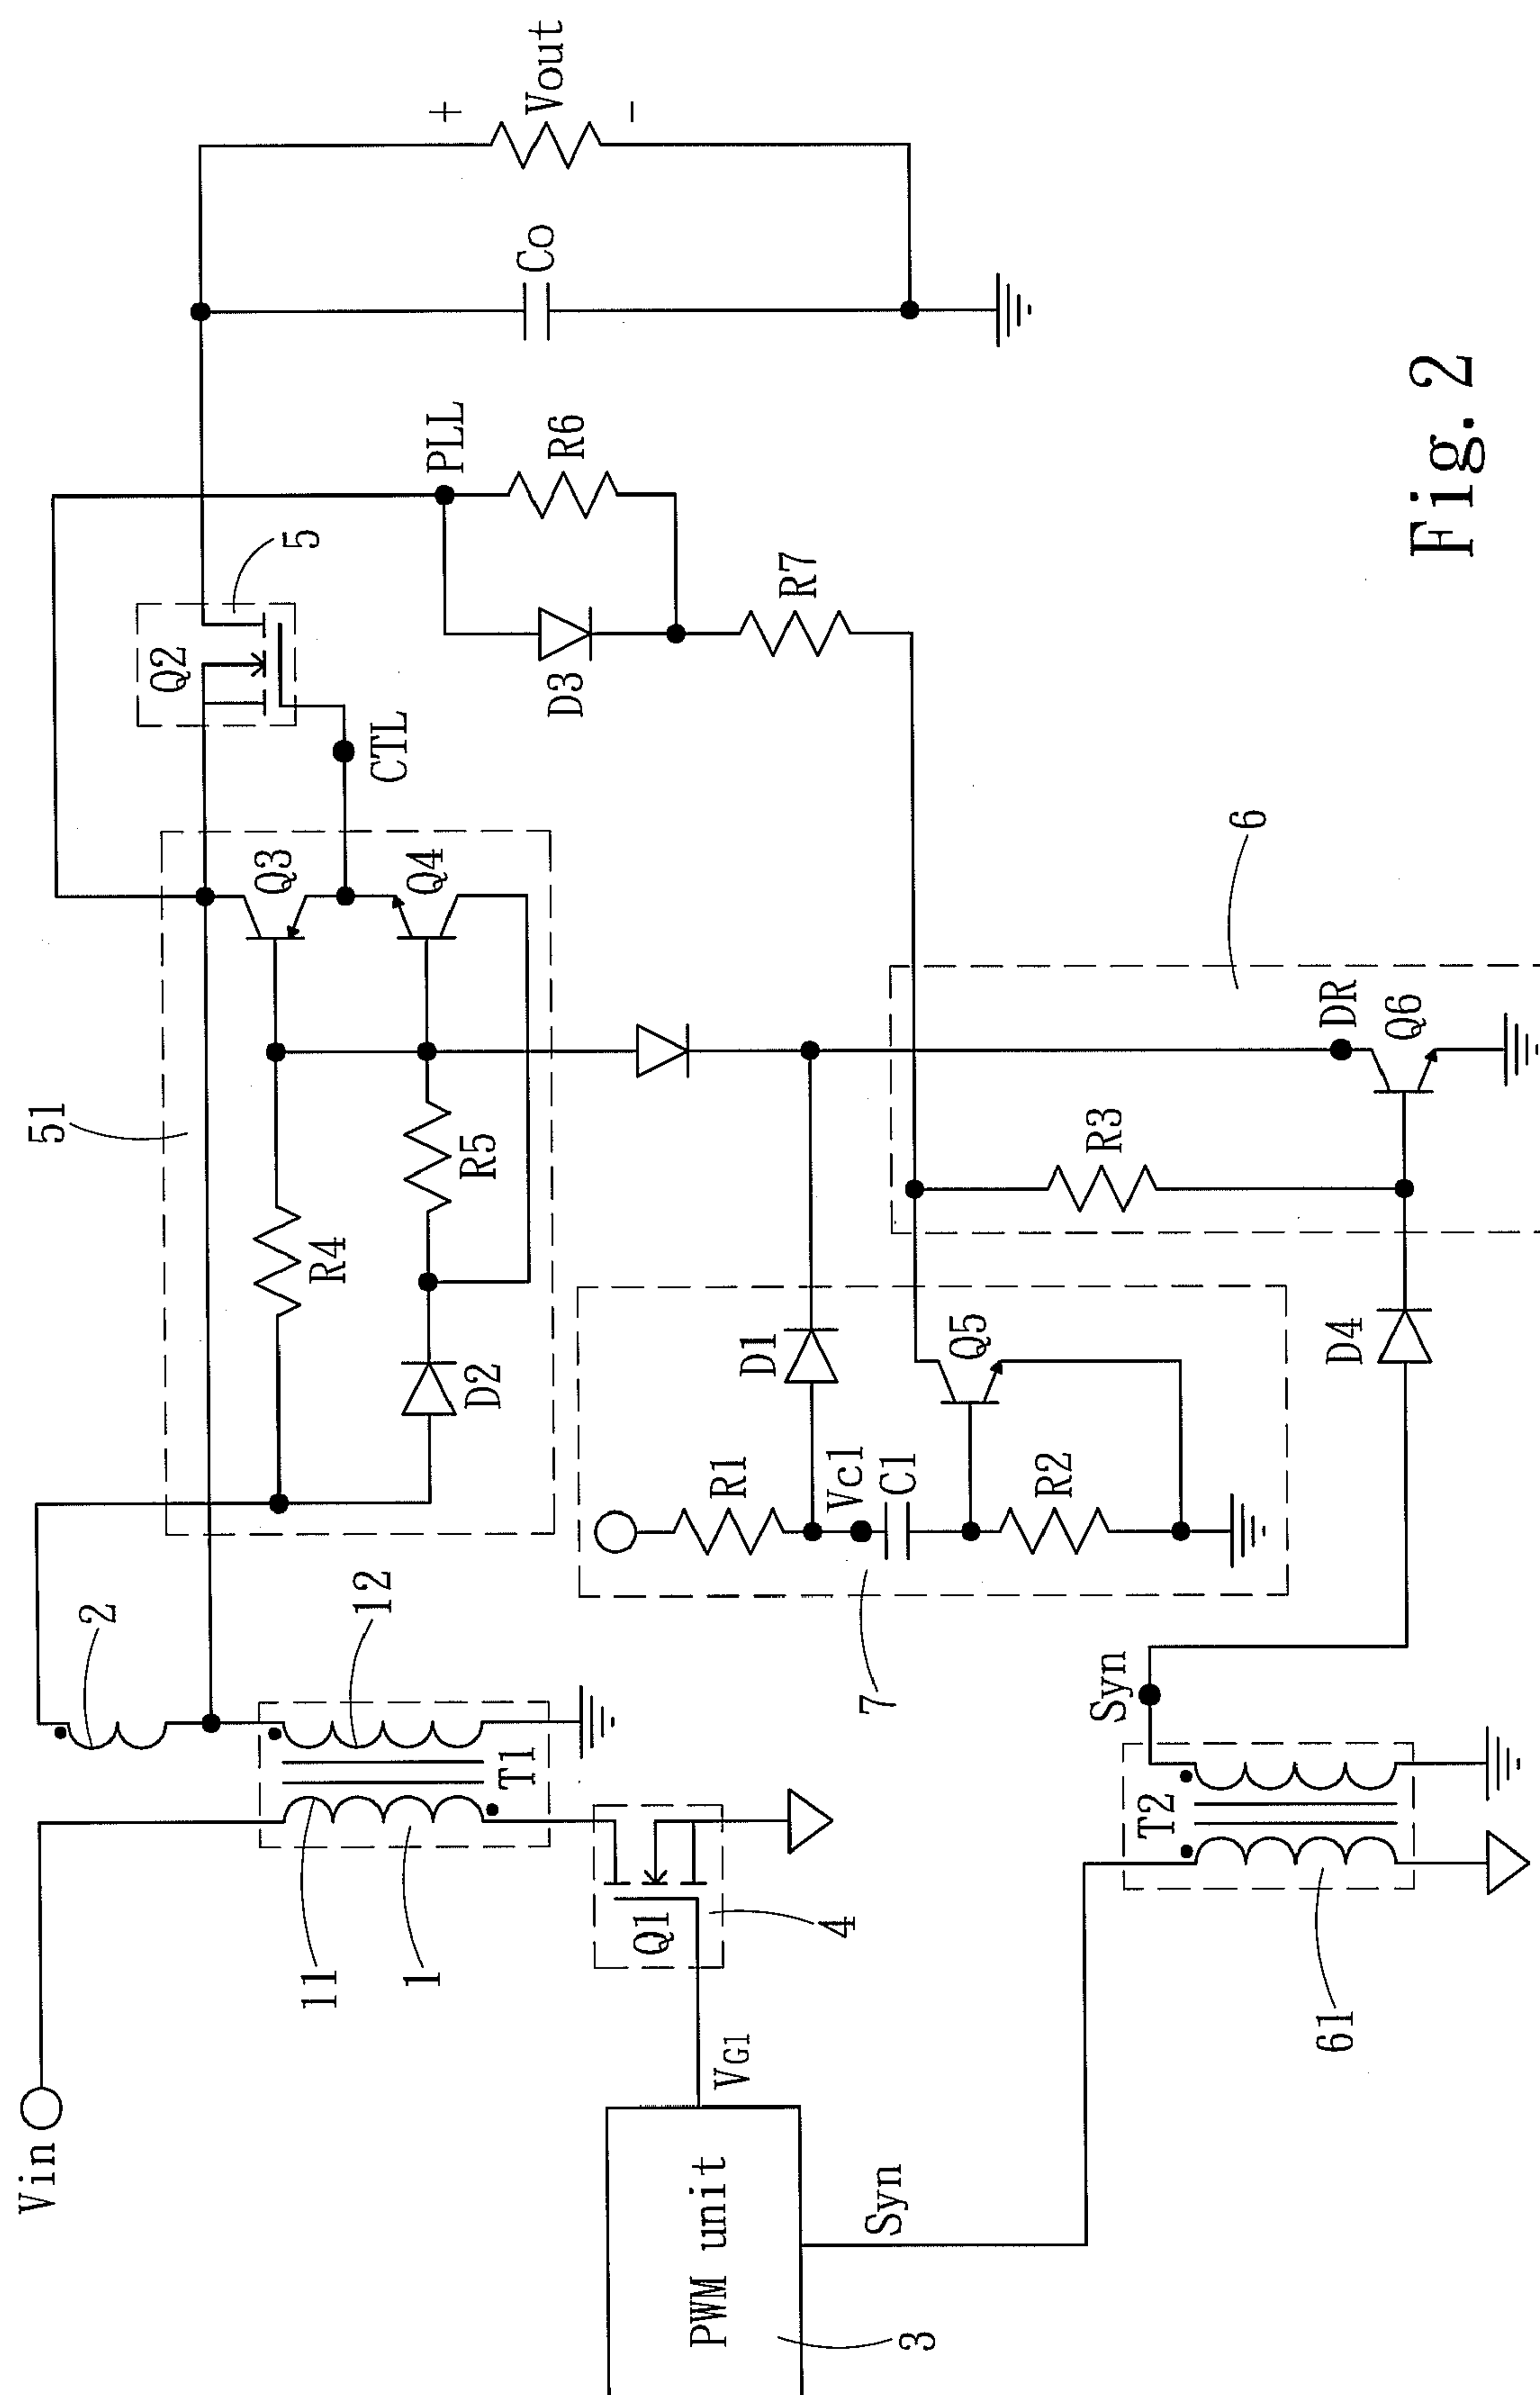 Vin
2
11
12
1
T1
PWM unit
3
VG1
Q1
4
Syn
61
T2
Syn
D4
7
R1
Vc1
C1
R2
D1
Q5
51
R4
D2
R5
Q3
Q4
CTL
Q2
5
D3
PLL
R6
R7
R3
DR
Q6
6
Co
+
Vout
-
Fig. 2